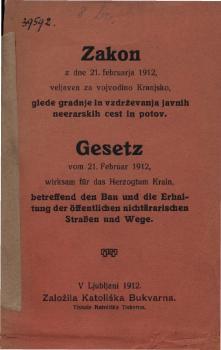 39592.
Zakon
z dne 21. februarja 1912,
veljaven za vojvodino Kranjsko,
glede gradnje in vzdrževanja javnih
neerarskih cest in potov.
Gesetz
vom 21. Februar 1912,
wirksam für das Herzogtum Krain,
betreffend den Bau und die Erhal-
tung der öffentlichen nichtärarischen
Straßen und Wege.
V Ljubljani 1912.
Založila Katoliška Bukvarna.
Tiskala Katoliška Tiskarna.